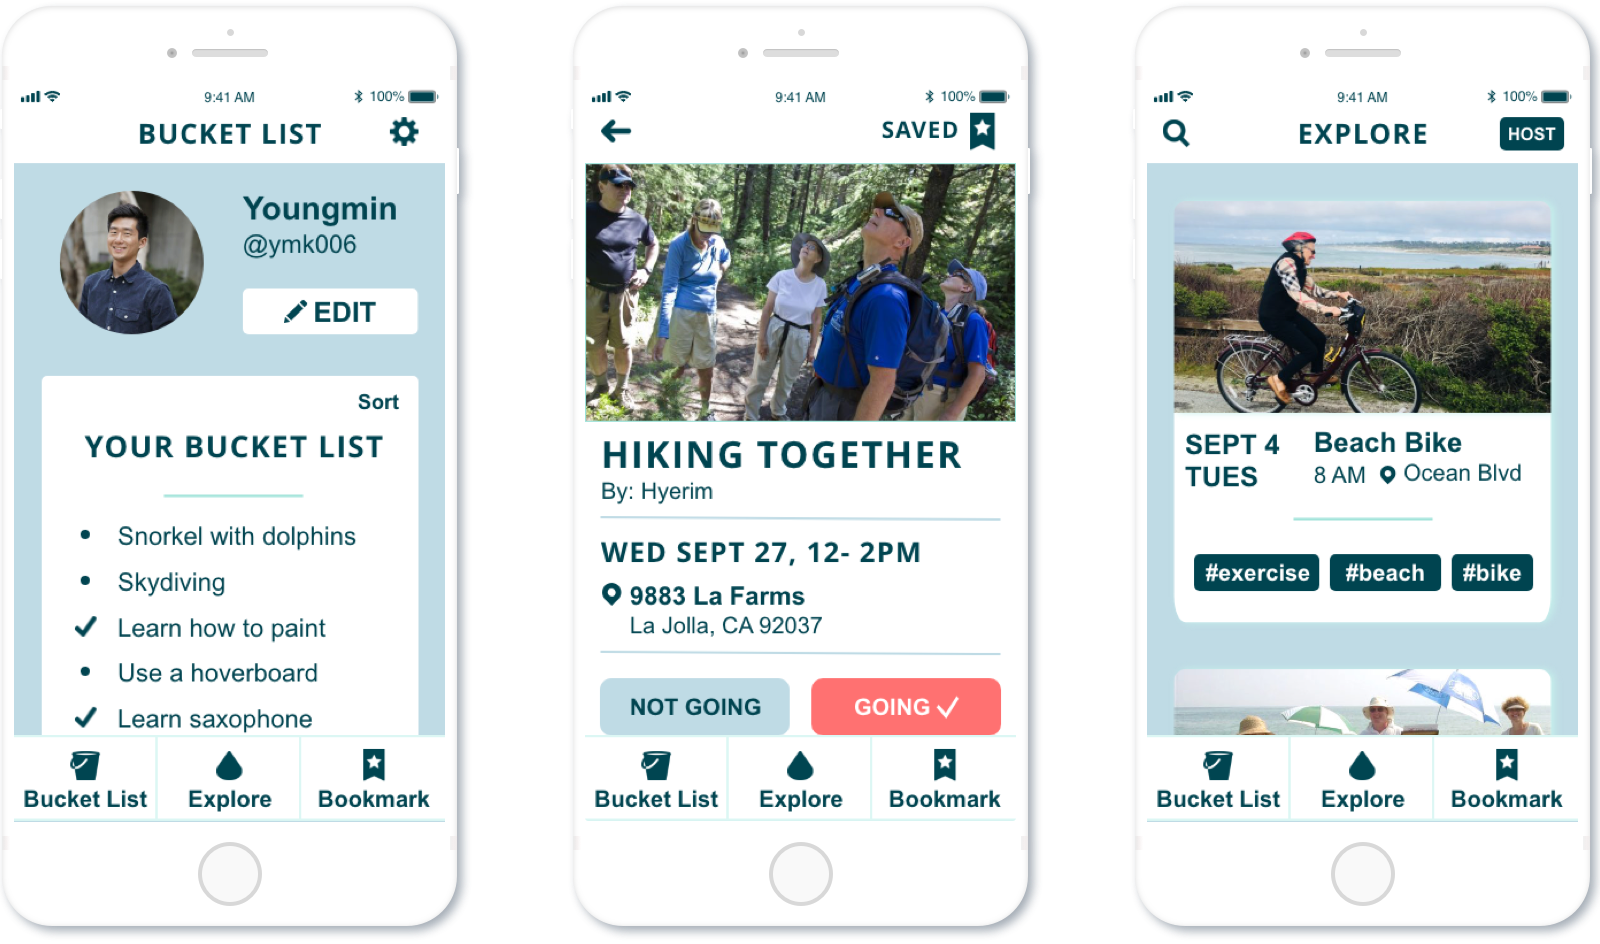 9:41 AM
100%
BUCKET LIST
Youngmin
@ymk006
EDIT
Sort
YOUR BUCKET LIST
Snorkel with dolphins
Skydiving
Learn how to paint
Use a hoverboard
Learn saxophone
Bucket List
Explore
Bookmark
9:41 AM
100%
SAVED
HIKING TOGETHER
By: Hyerim
WED SEPT 27, 12- 2PM
9883 La Farms
La Jolla, CA 92037
NOT GOING
GOING
Bucket List
Explore
Bookmark
9:41 AM
100%
EXPLORE
HOST
SEPT 4
TUES
Beach Bike
8 AM Ocean Blvd
#exercise #beach #bike
Bucket List
Explore
Bookmark